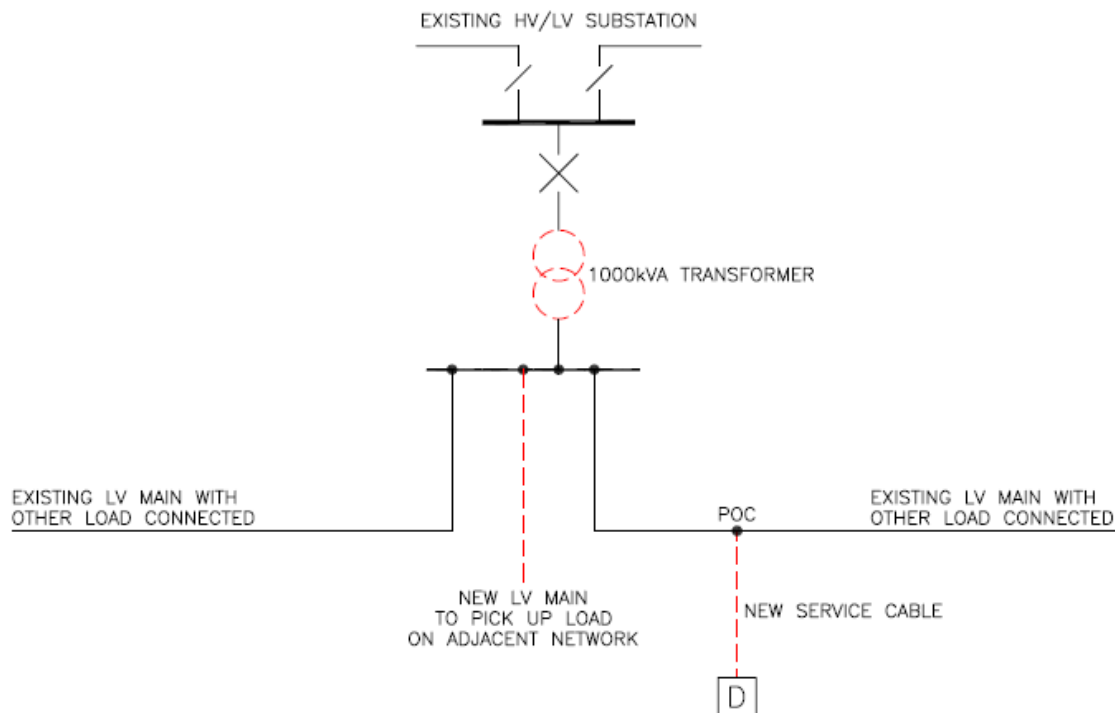 EXISTING HV/LV SUBSTATION
1000kVA TRANSFORMER
EXISTING LV MAIN WITH
OTHER LOAD CONNECTED
POC
EXISTING LV MAIN WITH
OTHER LOAD CONNECTED
NEW LV MAIN
TO PICK UP LOAD
ON ADJACENT NETWORK
NEW SERVICE CABLE
D